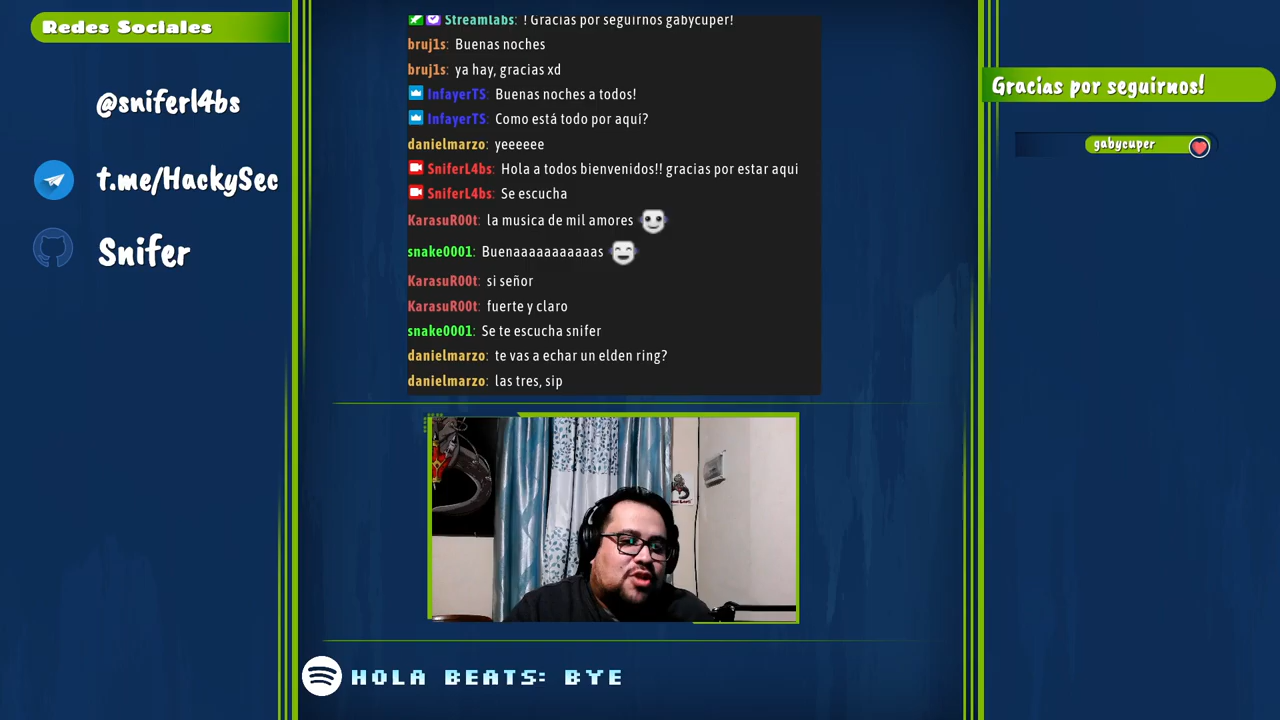 Redes Sociales
@sniferl4bs
t.me/HackySec
Snifer
Streamlabs: ! Gracias por seguirnos gabycuper!
bruj1s: Buenas noches
bruj1s: ya hay, gracias xd
InfayerTS: Buenas noches a todos!
InfayerTS: Como está todo por aquí?
danielmarzo: yeeeeee
SniferL4bs: Hola a todos bienvenidos!! gracias por estar aqui
SniferL4bs: Se escucha
KarasuR00t: la musica de mil amores
snake0001: Buenaaaaaaaaaaas
KarasuR00t: si señor
KarasuR00t: fuerte y claro
snake0001: Se te escucha snifer
danielmarzo: te vas a echar un elden ring?
danielmarzo: las tres, sip
HOLA BEATS: BYE
Gracias por seguirnos!
gabycuper